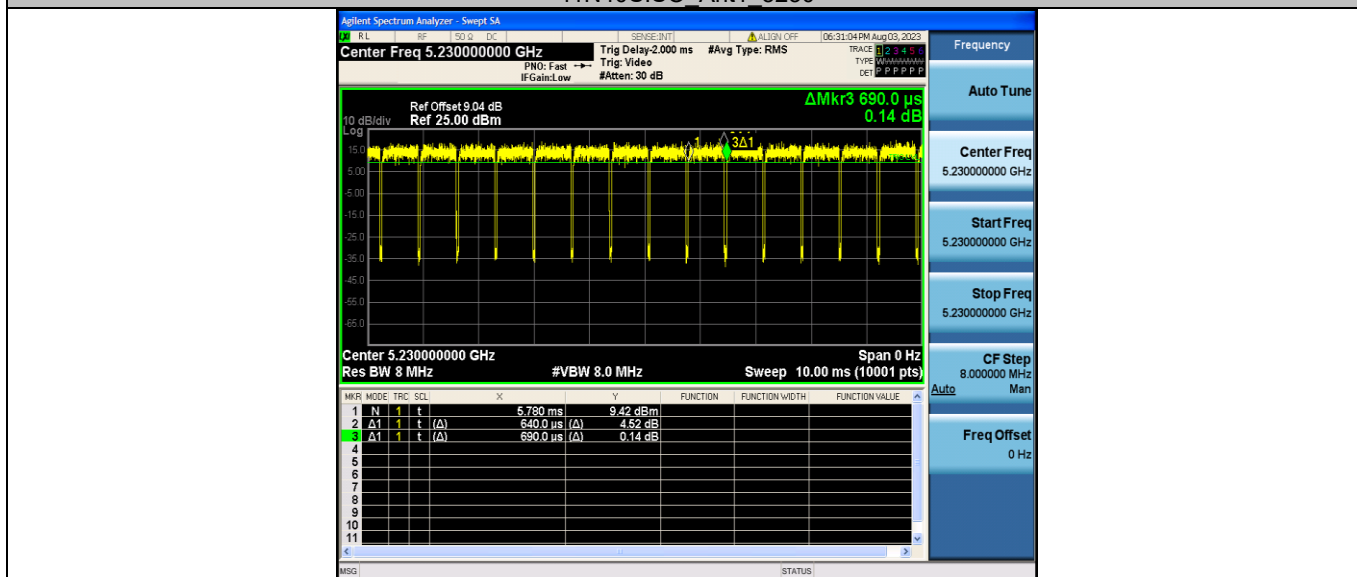 Agilent Spectrum Analyzer - Swept SA
RL RF 50 Ω DC SENSE:INT ALIGN OFF 06:31:04 PM Aug 03, 2023
Center Freq 5.230000000 GHz
Trig Delay-2.000 ms #Avg Type: RMS
TRACE 1 2 3 4 5 6
PNO: Fast Trig: Video
TYPE
IFGain:Low #Atten: 30 dB
DET P P P P P P
Ref Offset 9.04 dB
ΔMkr3 690.0 µs
10 dB/div Ref 25.00 dBm
0.14 dB
Log
15.0
5.00
-5.00
-15.0
-25.0
-35.0
-45.0
-55.0
-65.0
1
3Δ1
Center 5.230000000 GHz Span 0 Hz
Res BW 8 MHz #VBW 8.0 MHz Sweep 10.00 ms (10001 pts)
MKR MODE TRC SCL X Y FUNCTION FUNCTION WIDTH FUNCTION VALUE
1 N 1 t 5.780 ms 9.42 dBm
2 Δ1 1 t (Δ) 640.0 µs (Δ) 4.52 dB
3 Δ1 1 t (Δ) 690.0 µs (Δ) 0.14 dB
4
5
6
7
8
9
10
11
MSG STATUS
Frequency
Auto Tune
Center Freq
5.230000000 GHz
Start Freq
5.230000000 GHz
Stop Freq
5.230000000 GHz
CF Step
8.000000 MHz
Auto Man
Freq Offset
0 Hz